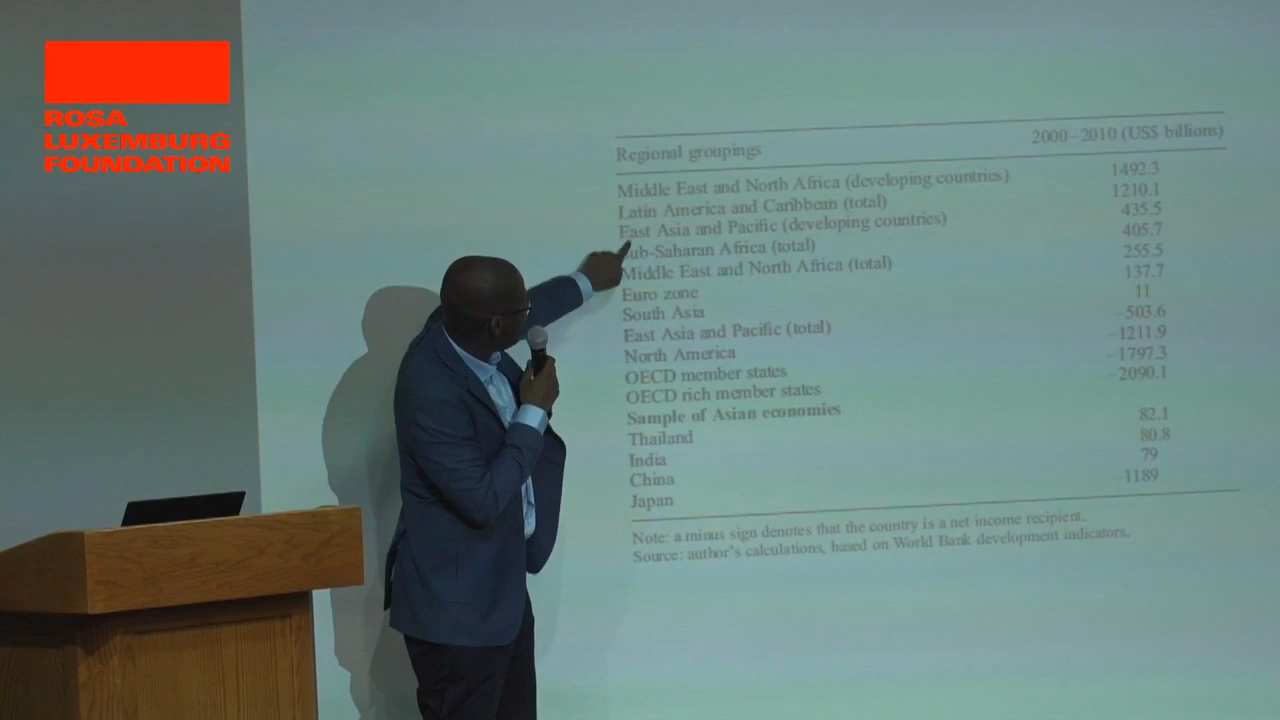 ROSA
LUXEMBURG
FOUNDATION
Regional groupings 2000–2010 (US$ billions)
Middle East and North Africa (developing countries) 1492.3
Latin America and Caribbean (total) 1210.1
East Asia and Pacific (developing countries) 435.5
Sub-Saharan Africa (total) 405.7
Middle East and North Africa (total) 255.5
Euro zone 137.7
South Asia 11
East Asia and Pacific (total) –503.6
North America –1211.9
OECD member states –1797.3
OECD rich member states –2090.1
Sample of Asian economies
Thailand 82.1
India 80.8
China 79
Japan –1189
Note: a minus sign denotes that the country is a net income recipient.
Source: author's calculations, based on World Bank development indicators.